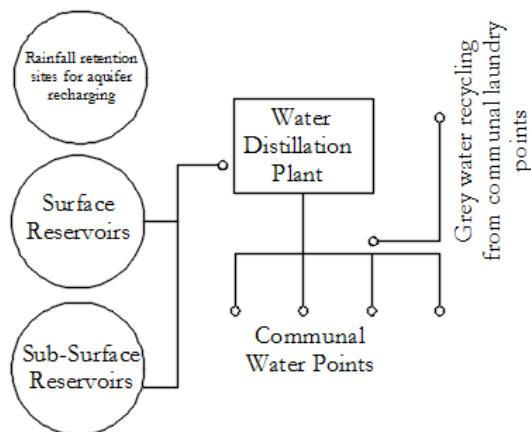 Rainfall retention
sites for aquifer
recharging
Water
Distillation
Plant
Surface
Reservoirs
Sub-Surface
Reservoirs
Communal
Water Points
Grey water recycling
from communal laundry
points